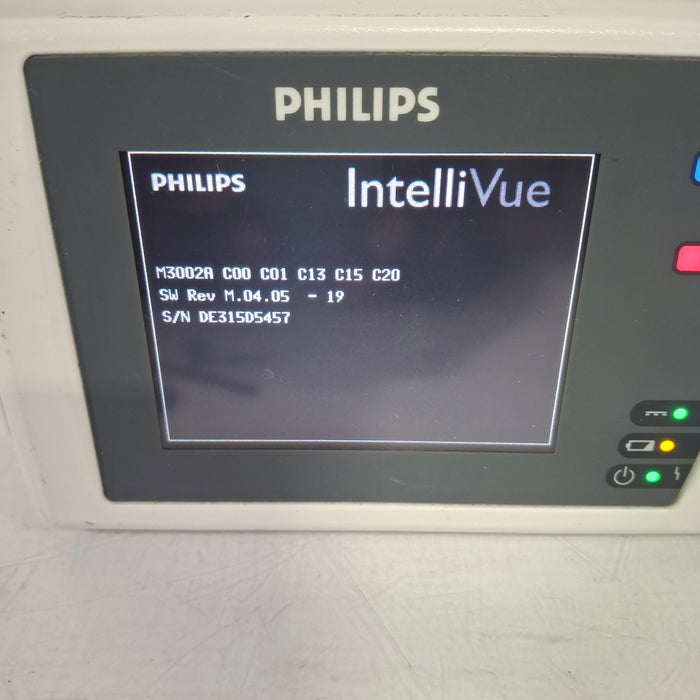 PHILIPS
PHILIPS IntelliVue
M3002A C00 C01 C13 C15 C20
SW Rev M.04.05 - 19
S/N DE315D5457